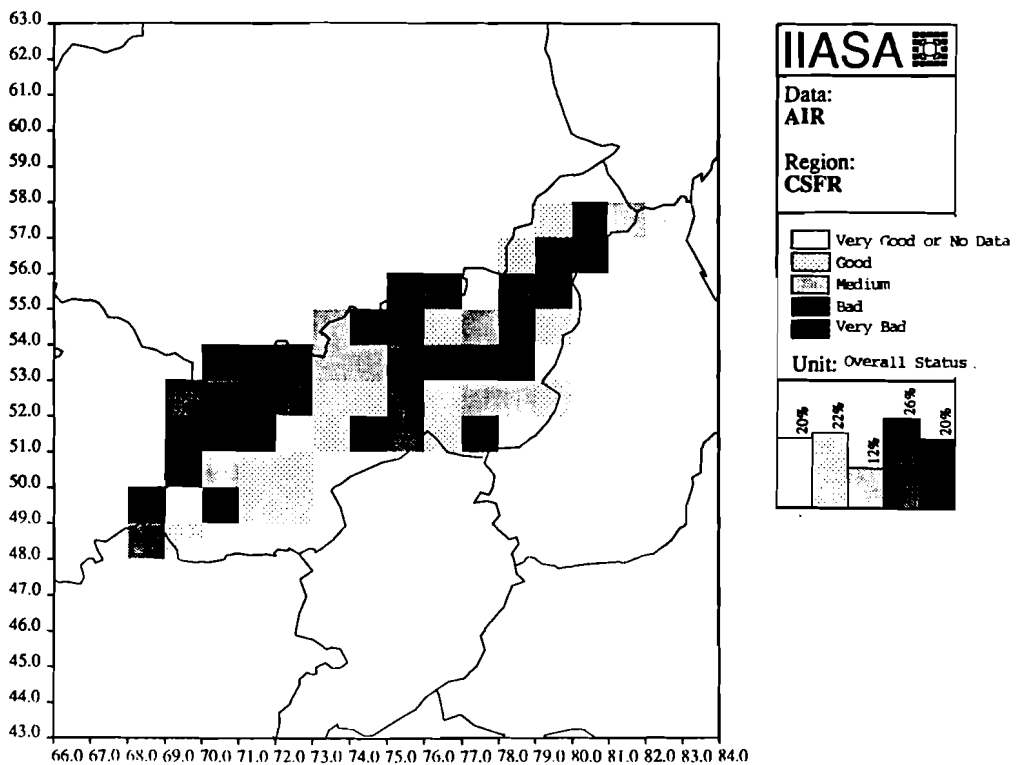 63.0
62.0
61.0
60.0
59.0
58.0
57.0
56.0
55.0
54.0
53.0
52.0
51.0
50.0
49.0
48.0
47.0
46.0
45.0
44.0
43.0
66.0 67.0 68.0 69.0 70.0 71.0 72.0 73.0 74.0 75.0 76.0 77.0 78.0 79.0 80.0 81.0 82.0 83.0 84.0
IIASA
Data:
AIR
Region:
CSFR
Very Good or No Data
Good
Medium
Bad
Very Bad
Unit: Overall Status
20% 22% 12% 26% 20%